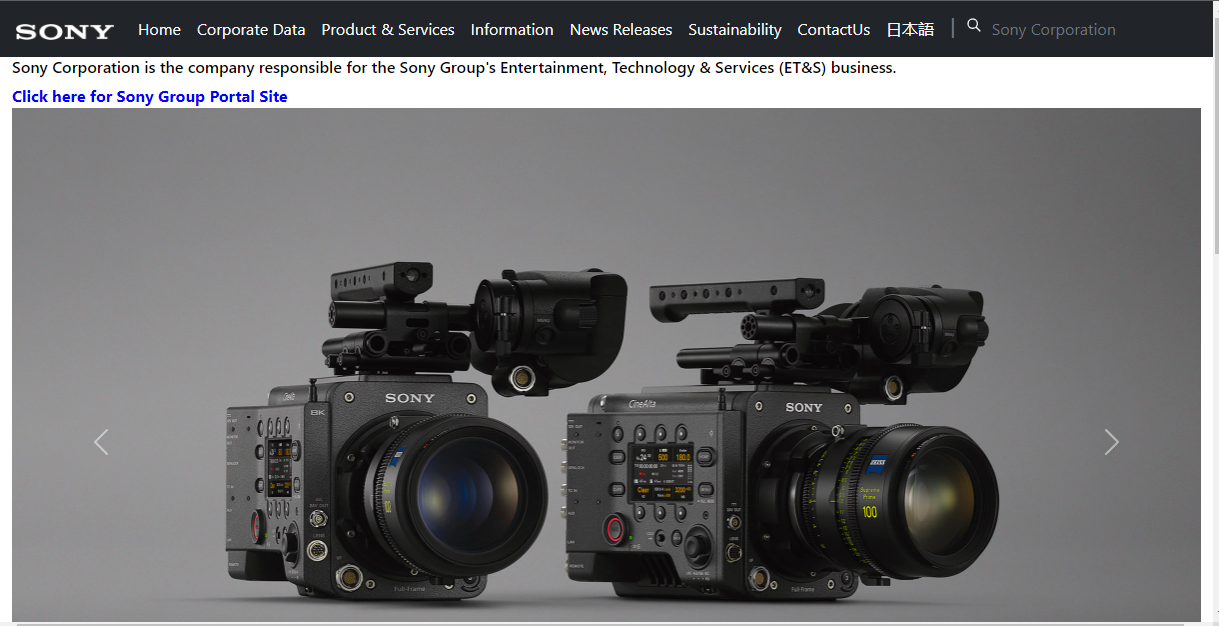 SONY Home Corporate Data Product & Services Information News Releases Sustainability ContactUs 日本語 Sony Corporation
Sony Corporation is the company responsible for the Sony Group's Entertainment, Technology & Services (ET&S) business.
Click here for Sony Group Portal Site
SONY
8K
Full-Frame
CineAlta
SONY
ZEISS
Supreme
Prime
100
Full-Frame